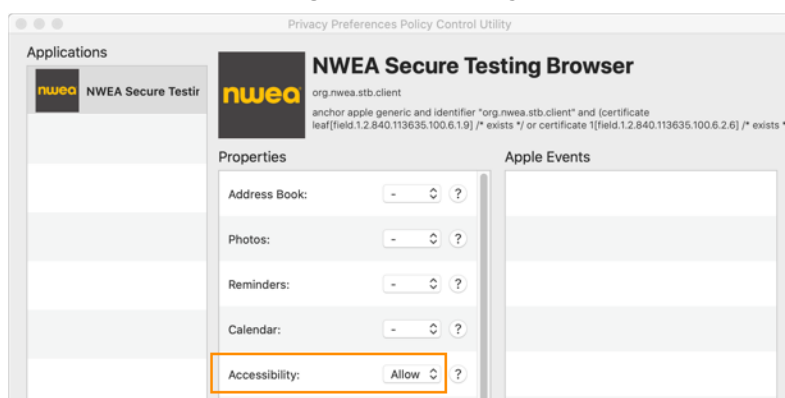 Privacy Preferences Policy Control Utility
Applications
nwea NWEA Secure Testir
nwea
NWEA Secure Testing Browser
org.nwea.stb.client
anchor apple generic and identifier "org.nwea.stb.client" and (certificate
leaf[field.1.2.840.113635.100.6.1.9] /* exists */ or certificate 1[field.1.2.840.113635.100.6.2.6] /* exists *
Properties
Apple Events
Address Book: - ?
Photos: - ?
Reminders: - ?
Calendar: - ?
Accessibility: Allow ?